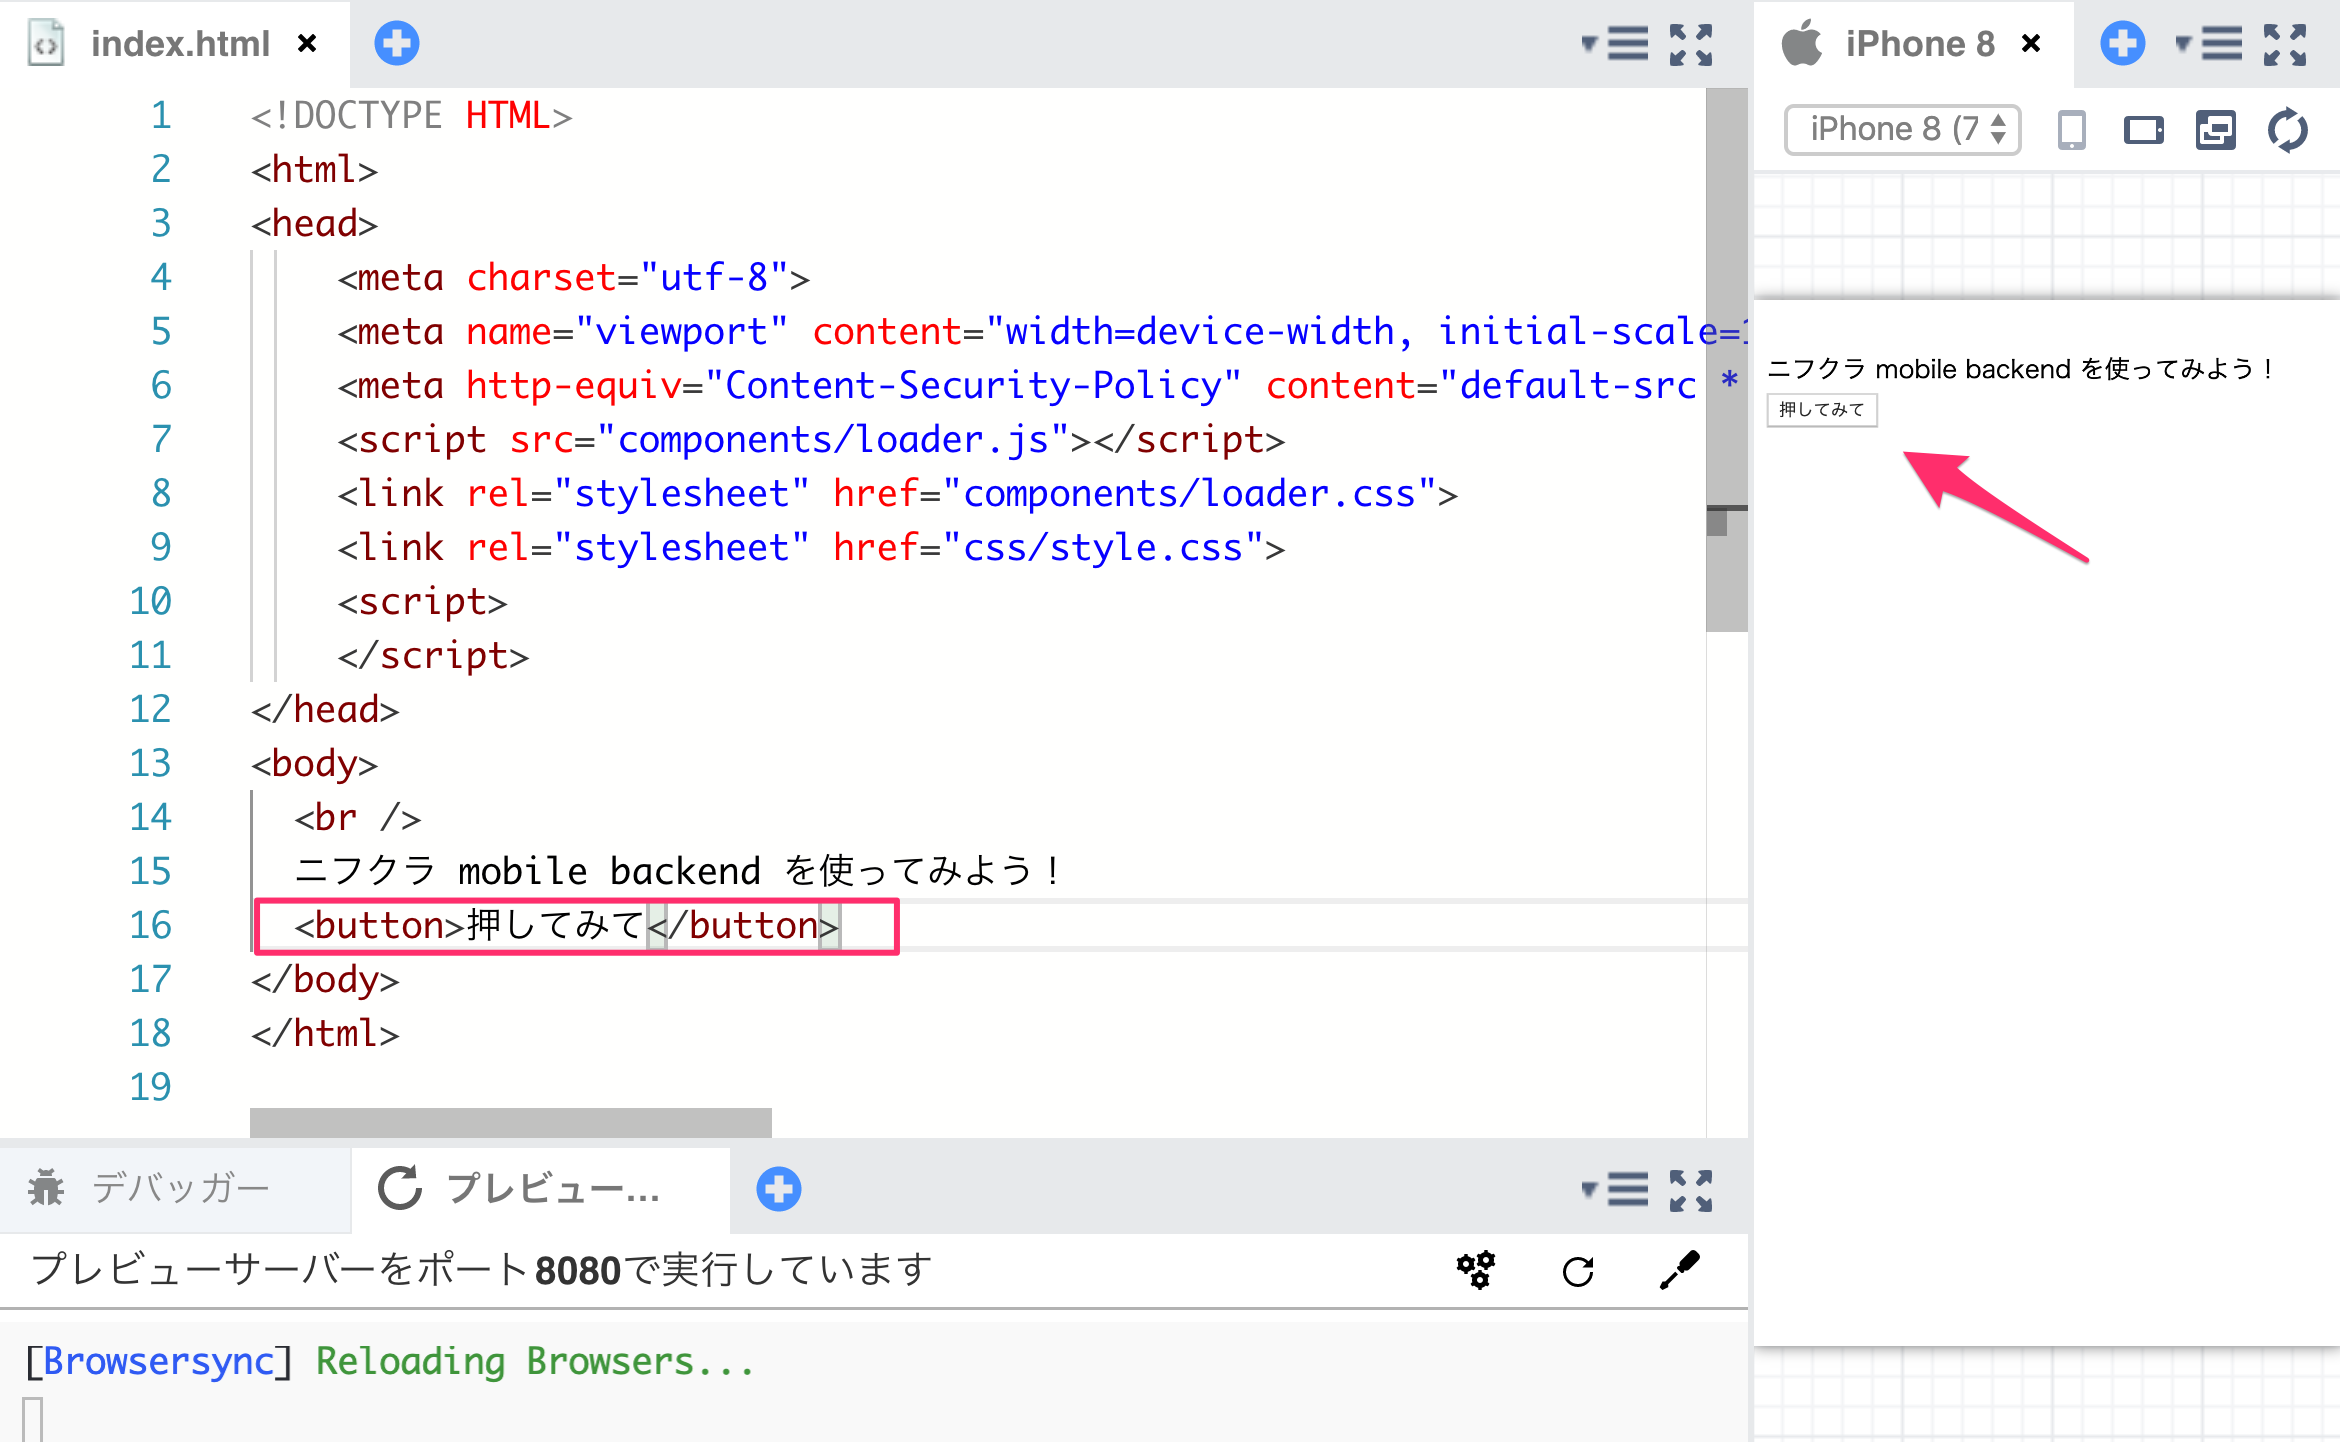 index.html ×
1 <!DOCTYPE HTML>
2 <html>
3 <head>
4 <meta charset="utf-8">
5 <meta name="viewport" content="width=device-width, initial-scale=1
6 <meta http-equiv="Content-Security-Policy" content="default-src *
7 <script src="components/loader.js"></script>
8 <link rel="stylesheet" href="components/loader.css">
9 <link rel="stylesheet" href="css/style.css">
10 <script>
11 </script>
12 </head>
13 <body>
14 <br />
15 ニフクラ mobile backend を使ってみよう！
16 <button>押してみて</button>
17 </body>
18 </html>
19
デバッガー
プレビュー...
プレビューサーバーをポート8080で実行しています
[Browsersync] Reloading Browsers...
iPhone 8 ×
iPhone 8 (7
ニフクラ mobile backend を使ってみよう！
押してみて